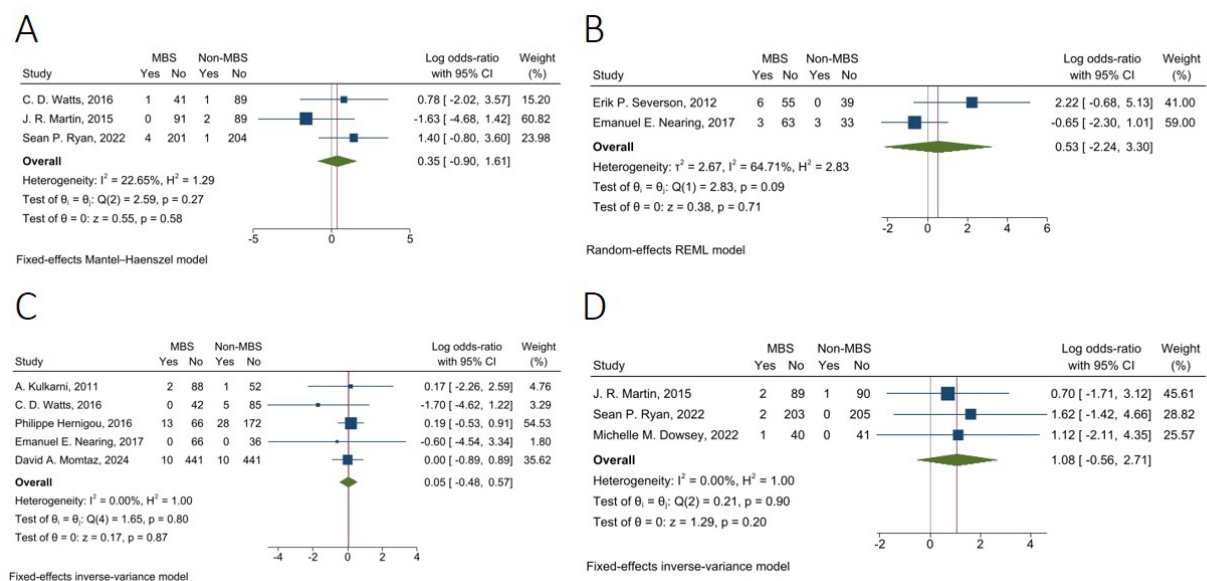 A
MBS Non-MBS Log odds-ratio Weight
Study Yes No Yes No with 95% CI (%)
C. D. Watts, 2016 1 41 1 89 0.78 [ -2.02, 3.57] 15.20
J. R. Martin, 2015 0 91 2 89 -1.63 [ -4.68, 1.42] 60.82
Sean P. Ryan, 2022 4 201 1 204 1.40 [ -0.80, 3.60] 23.98
Overall 0.35 [ -0.90, 1.61]
Heterogeneity: I² = 22.65%, H² = 1.29
Test of θᵢ = θⱼ: Q(2) = 2.59, p = 0.27
Test of θ = 0: z = 0.55, p = 0.58
-5 0 5
Fixed-effects Mantel–Haenszel model
B
MBS Non-MBS Log odds-ratio Weight
Study Yes No Yes No with 95% CI (%)
Erik P. Severson, 2012 6 55 0 39 2.22 [ -0.68, 5.13] 41.00
Emanuel E. Nearing, 2017 3 63 3 33 -0.65 [ -2.30, 1.01] 59.00
Overall 0.53 [ -2.24, 3.30]
Heterogeneity: τ² = 2.67, I² = 64.71%, H² = 2.83
Test of θᵢ = θⱼ: Q(1) = 2.83, p = 0.09
Test of θ = 0: z = 0.38, p = 0.71
-2 0 2 4 6
Random-effects REML model
C
MBS Non-MBS Log odds-ratio Weight
Study Yes No Yes No with 95% CI (%)
A. Kulkarni, 2011 2 88 1 52 0.17 [ -2.26, 2.59] 4.76
C. D. Watts, 2016 0 42 5 85 -1.70 [ -4.62, 1.22] 3.29
Philippe Hernigou, 2016 13 66 28 172 0.19 [ -0.53, 0.91] 54.53
Emanuel E. Nearing, 2017 0 66 0 36 -0.60 [ -4.54, 3.34] 1.80
David A. Momtaz, 2024 10 441 10 441 0.00 [ -0.89, 0.89] 35.62
Overall 0.05 [ -0.48, 0.57]
Heterogeneity: I² = 0.00%, H² = 1.00
Test of θᵢ = θⱼ: Q(4) = 1.65, p = 0.80
Test of θ = 0: z = 0.17, p = 0.87
-4 -2 0 2 4
Fixed-effects inverse-variance model
D
MBS Non-MBS Log odds-ratio Weight
Study Yes No Yes No with 95% CI (%)
J. R. Martin, 2015 2 89 1 90 0.70 [ -1.71, 3.12] 45.61
Sean P. Ryan, 2022 2 203 0 205 1.62 [ -1.42, 4.66] 28.82
Michelle M. Dowsey, 2022 1 40 0 41 1.12 [ -2.11, 4.35] 25.57
Overall 1.08 [ -0.56, 2.71]
Heterogeneity: I² = 0.00%, H² = 1.00
Test of θᵢ = θⱼ: Q(2) = 0.21, p = 0.90
Test of θ = 0: z = 1.29, p = 0.20
-2 0 2 4
Fixed-effects inverse-variance model